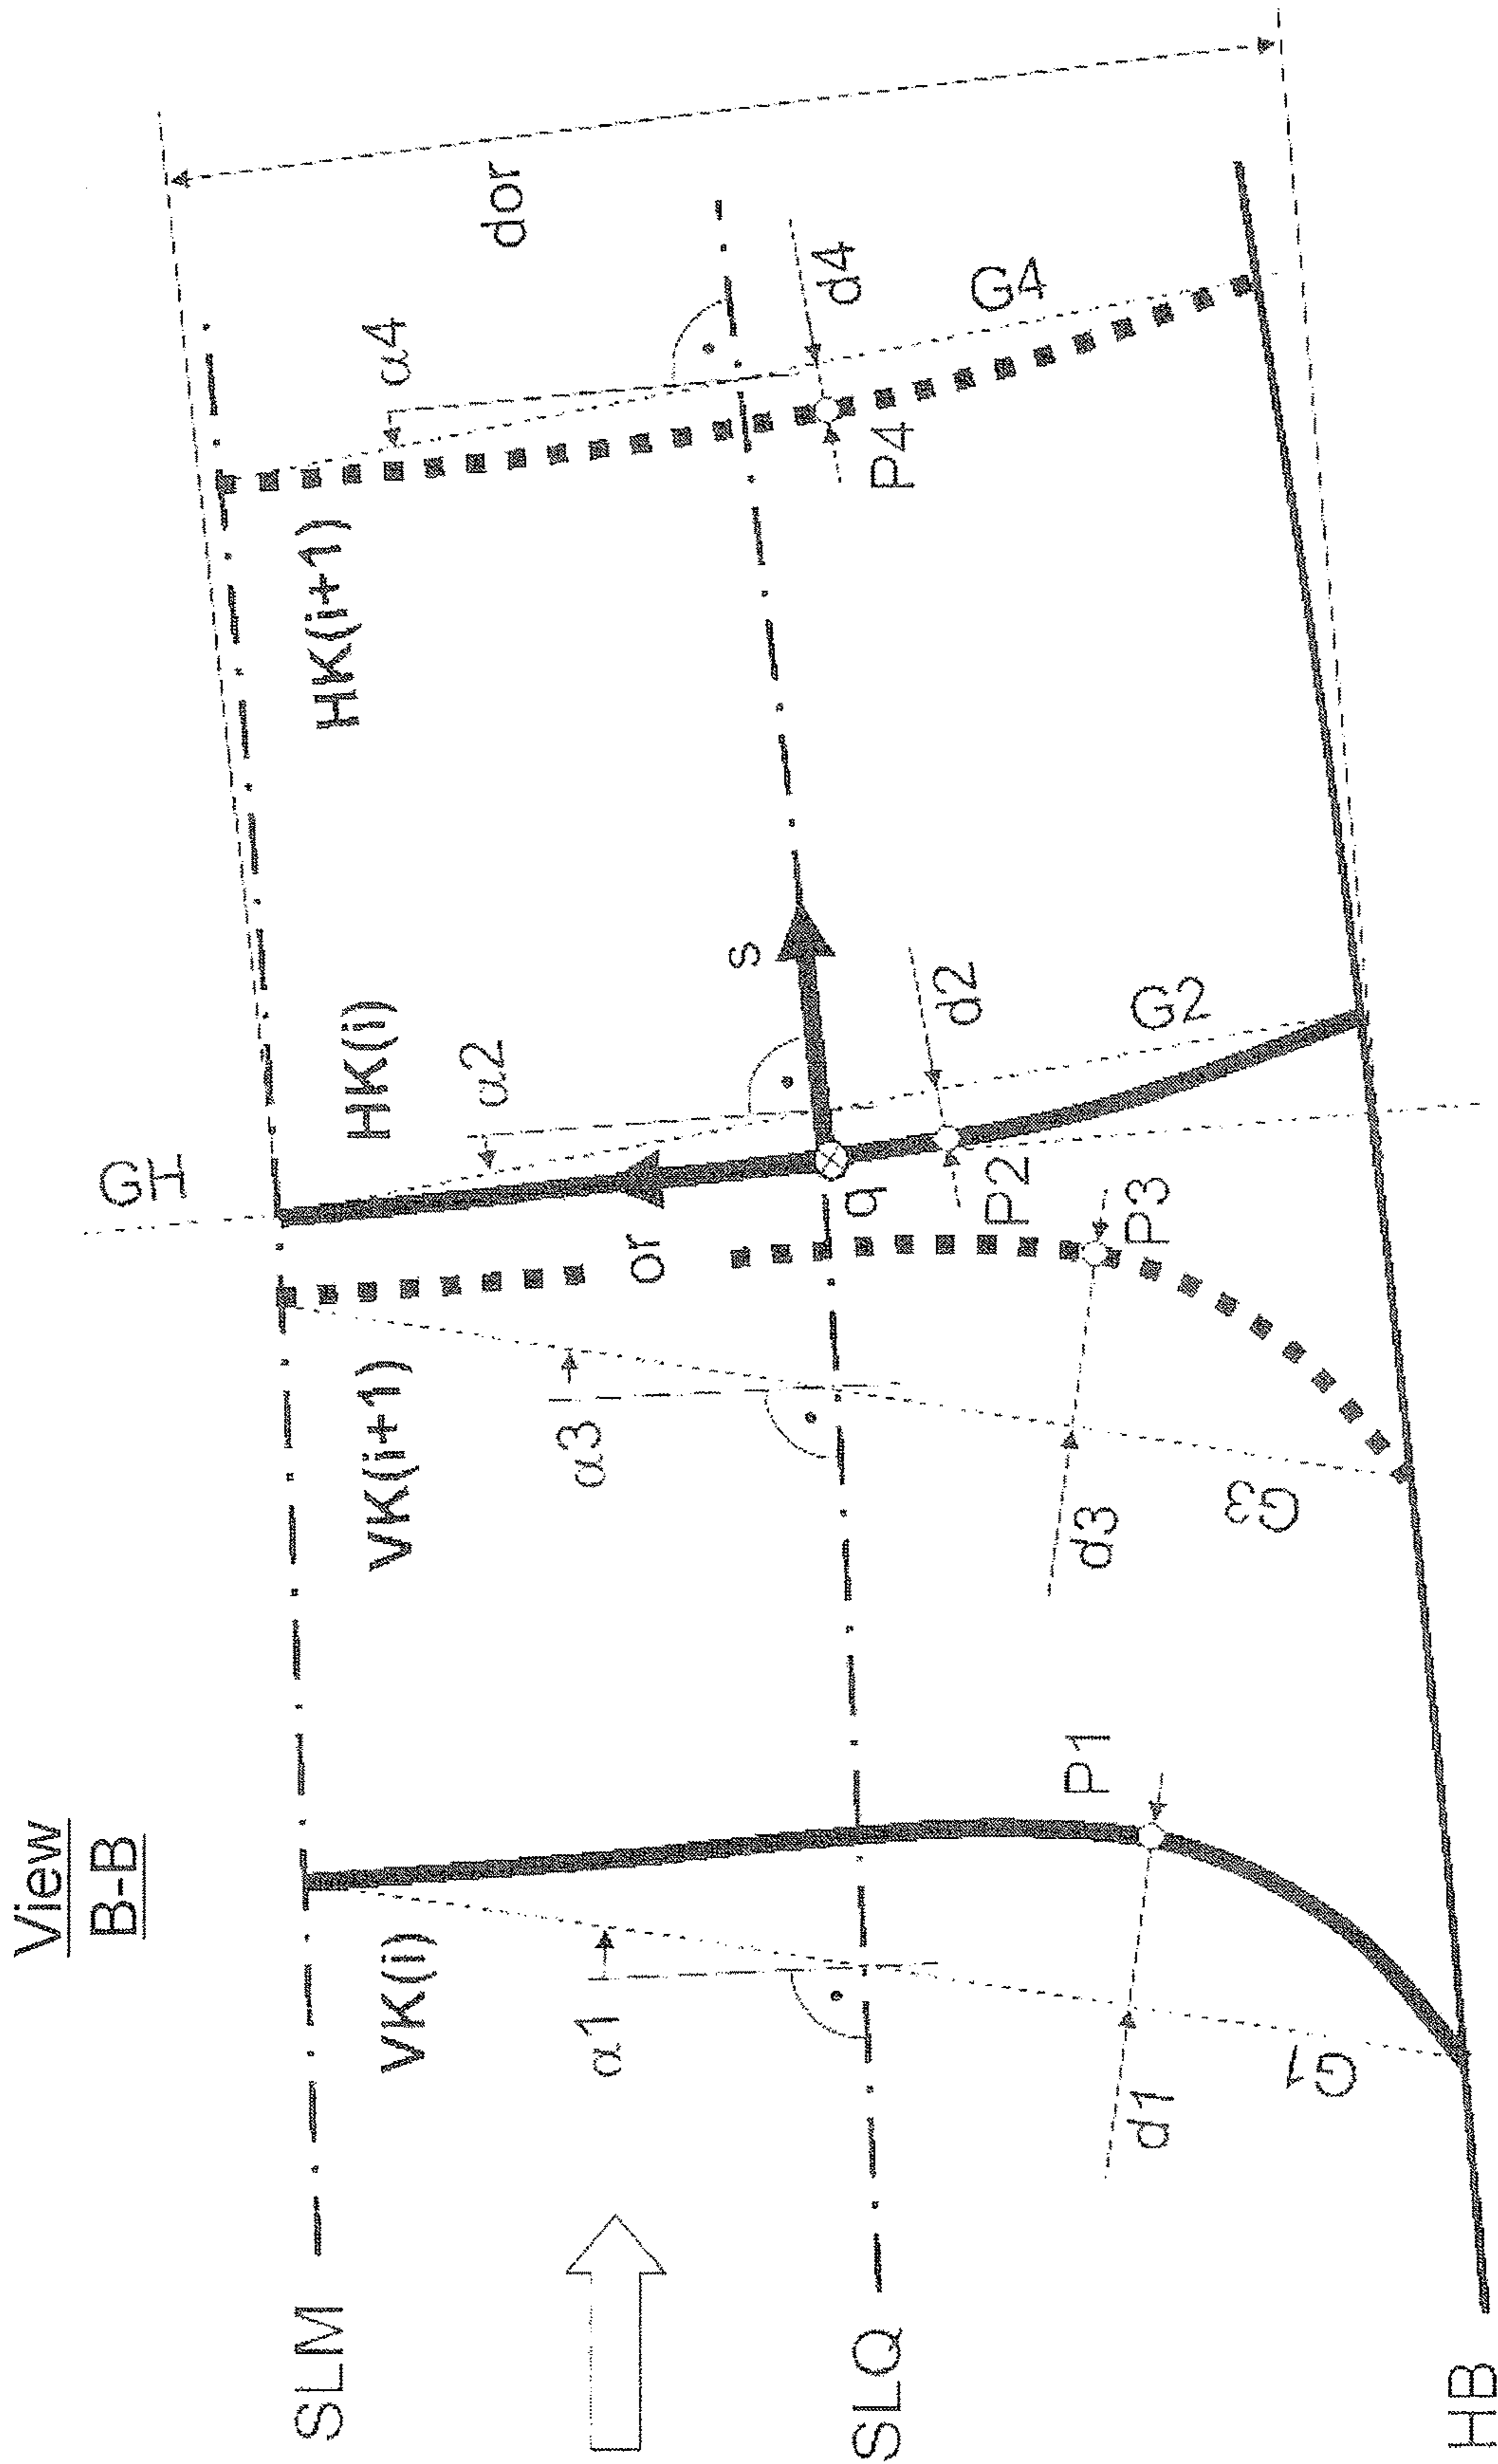 View
B-B
GH
dor
SLM
VK(i)
VK(i+1)
HK(i)
HK(i+1)
α1
α3
α2
α4
or
s
SLQ
q
P1
P3
P2
P4
d1
d3
d2
d4
G1
G3
G2
G4
HB